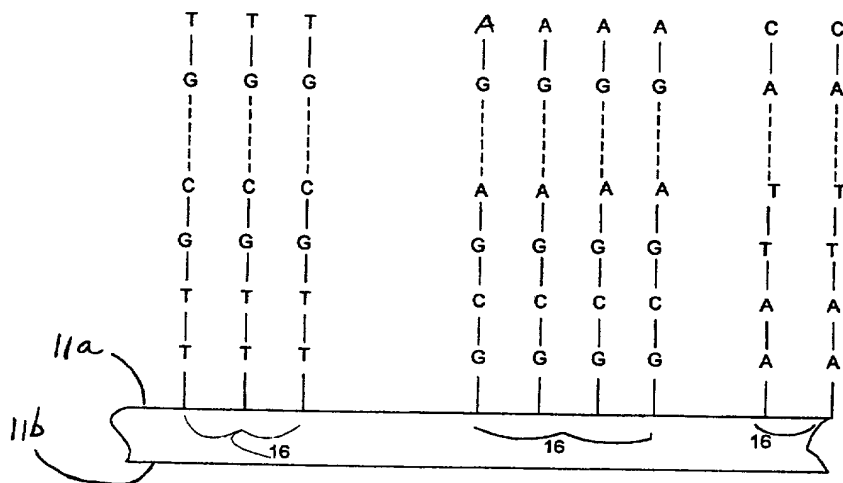 T T T A A A A C C
G G G G G G G A A
C C C A A A A T T
G G G G G G G T T
T T T C C C C A A
T T T G G G G A A
11a
16 16 16
11b